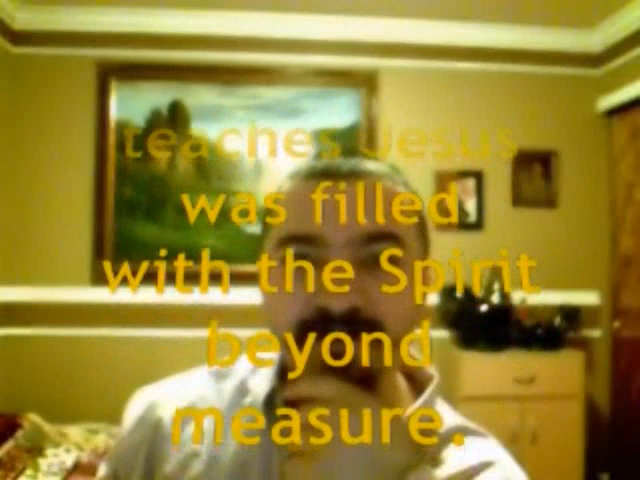 teaches Jesus
was filled
with the Spirit
beyond
measure.